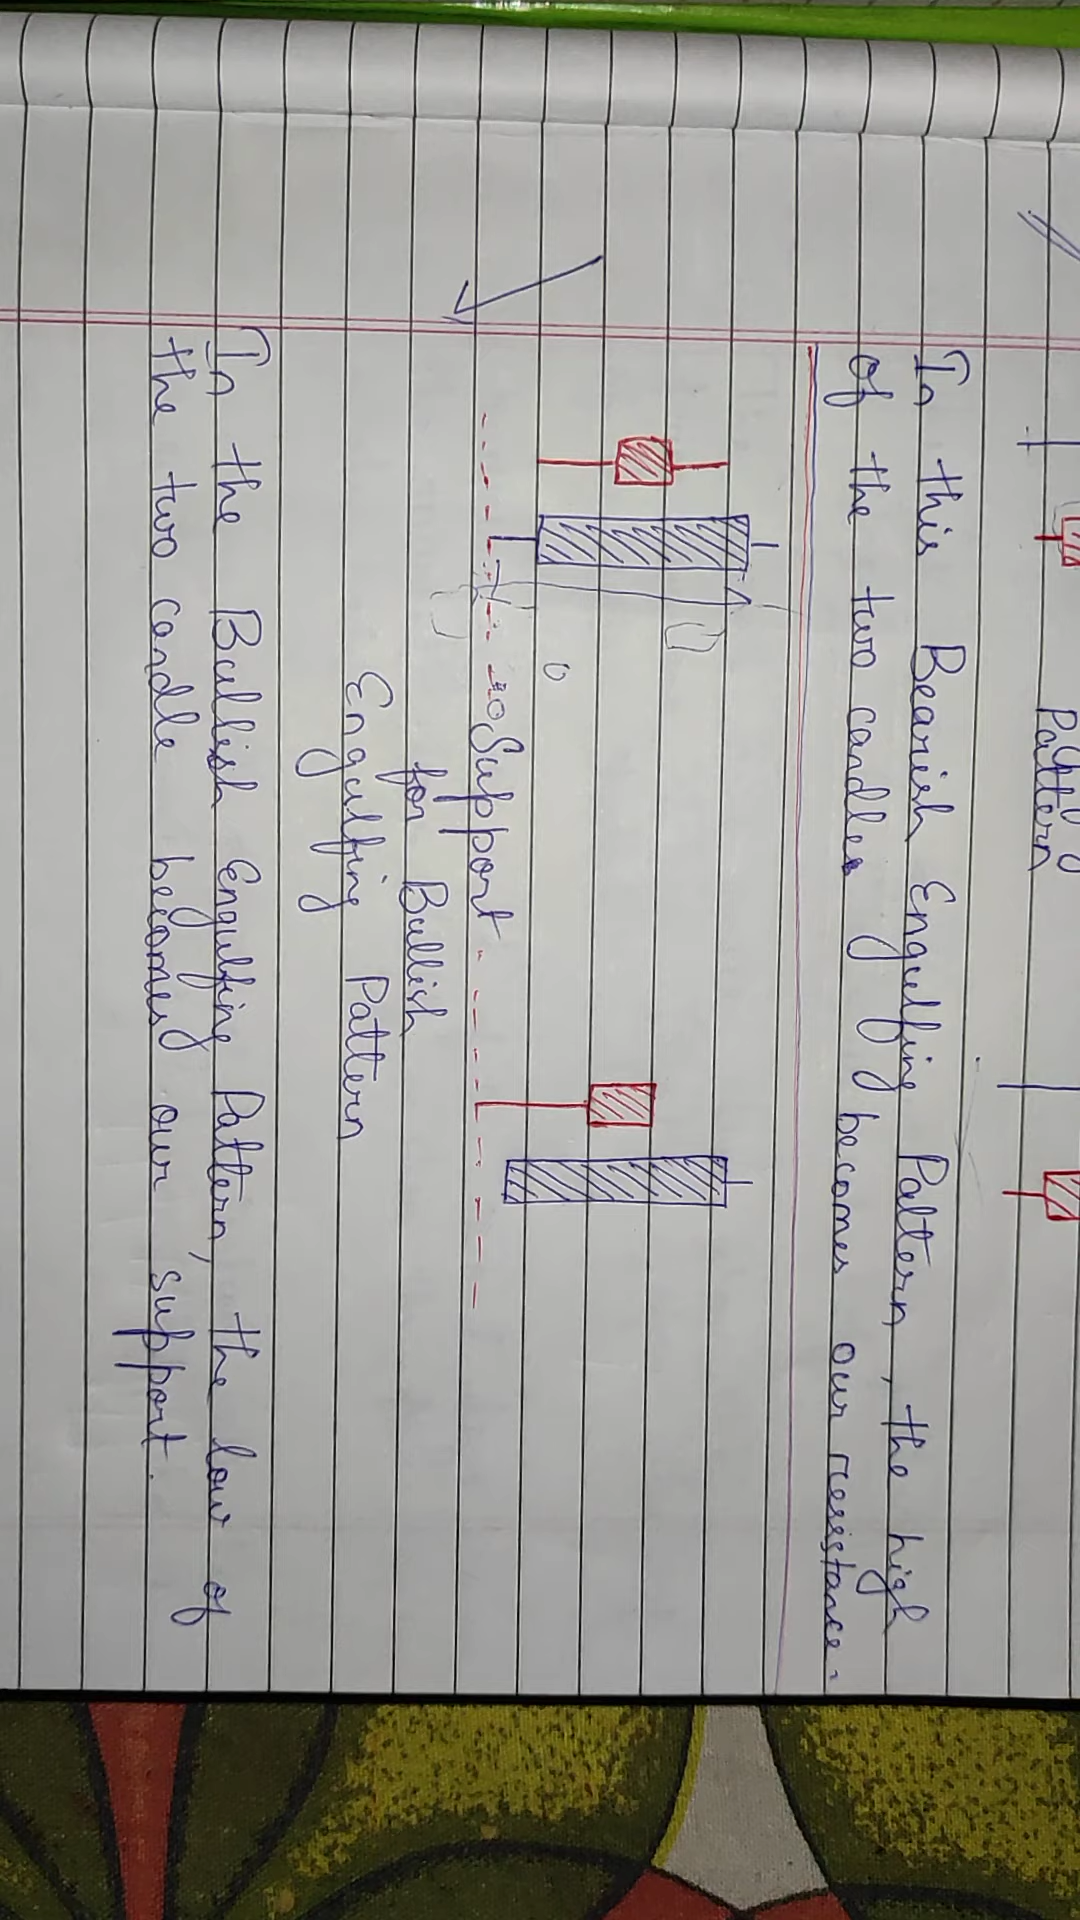 Pattern
In this Bearish Engulfing Pattern, the high
of the two candles becomes our resistance.
Support
for Bullish
Engulfing Pattern
In the Bullish Engulfing Pattern, the low of
the two candle becomes our support.